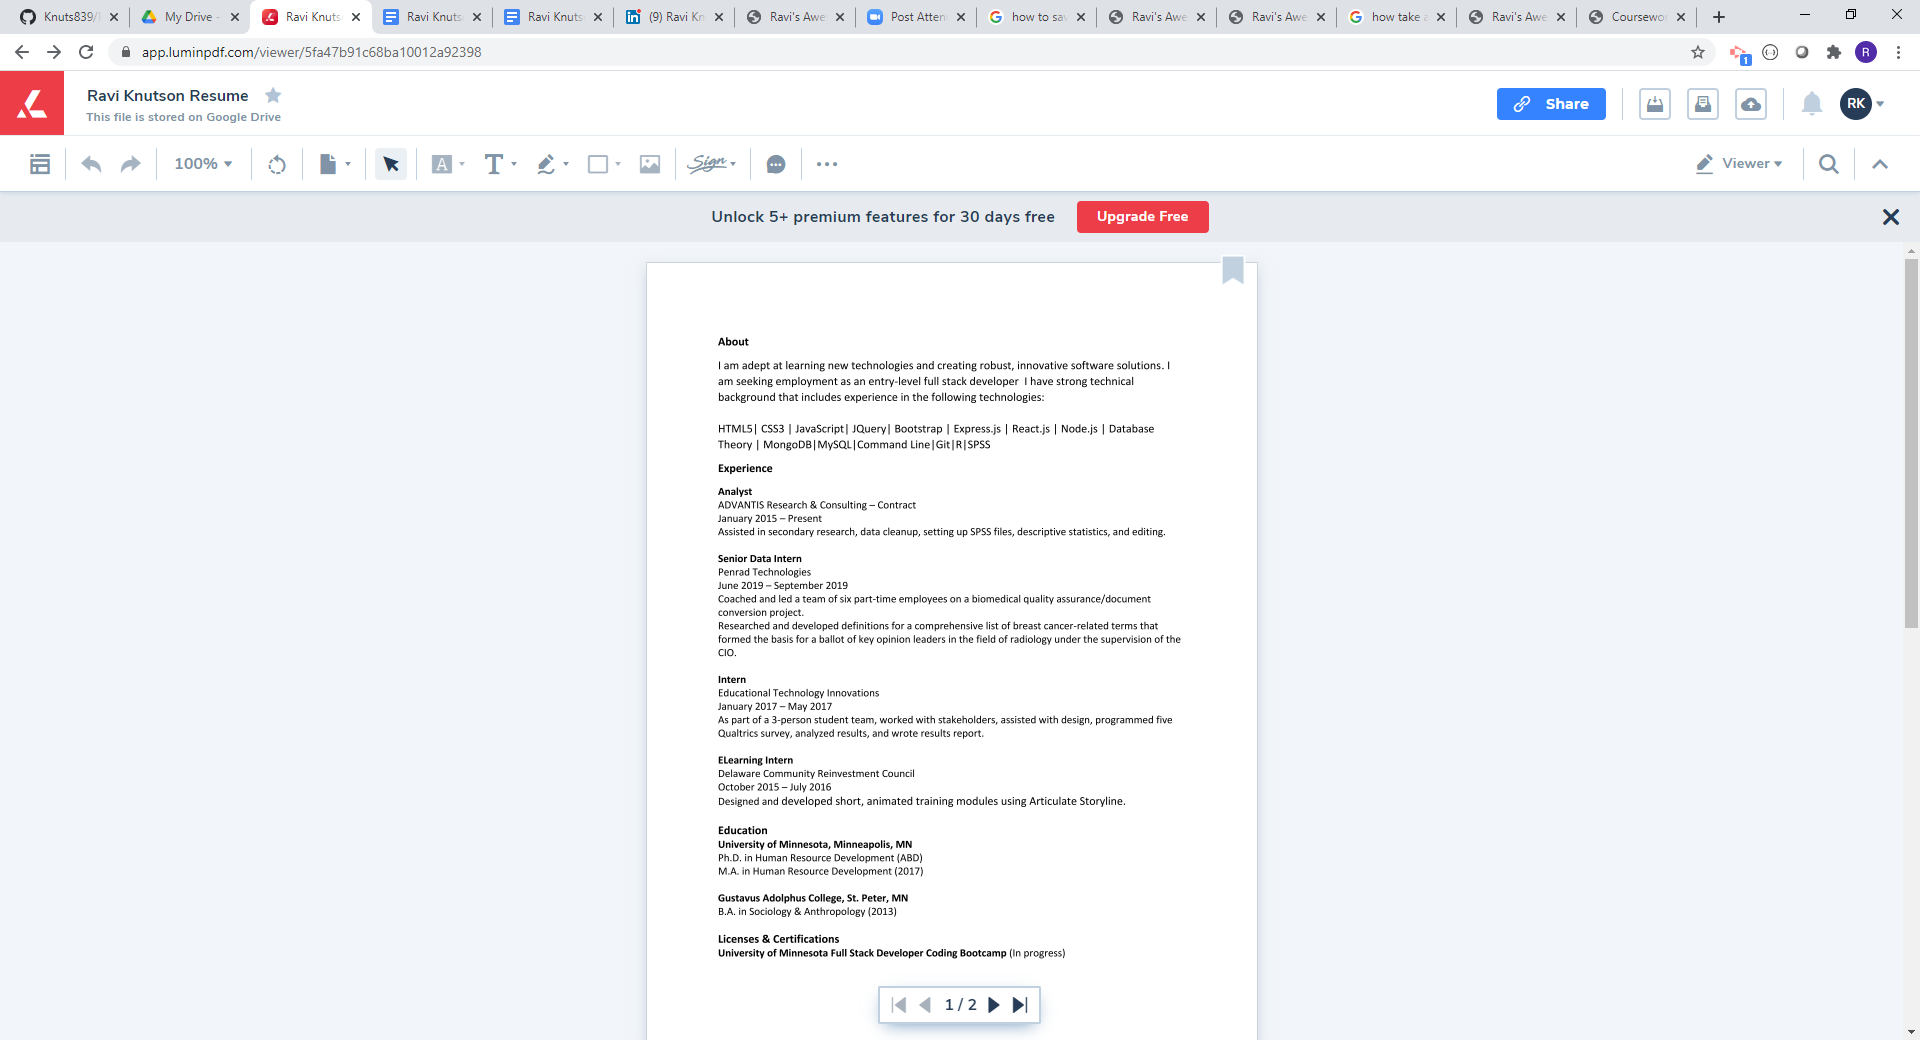 Knuts839/
My Drive -
Ravi Knuts
Ravi Knuts
Ravi Knuts
(9) Ravi Kn
Ravi's Awe
Post Atten
how to sav
Ravi's Awe
Ravi's Awe
how take a
Ravi's Awe
Coursewor
app.luminpdf.com/viewer/5fa47b91c68ba10012a92398
1
R
Ravi Knutson Resume
This file is stored on Google Drive
Share
RK
100%
A
T
Sign
Viewer
Unlock 5+ premium features for 30 days free
Upgrade Free
About
I am adept at learning new technologies and creating robust, innovative software solutions. I
am seeking employment as an entry-level full stack developer  I have strong technical
background that includes experience in the following technologies:
HTML5| CSS3 | JavaScript| JQuery| Bootstrap | Express.js | React.js | Node.js | Database
Theory | MongoDB|MySQL|Command Line|Git|R|SPSS
Experience
Analyst
ADVANTIS Research & Consulting – Contract
January 2015 – Present
Assisted in secondary research, data cleanup, setting up SPSS files, descriptive statistics, and editing.
Senior Data Intern
Penrad Technologies
June 2019 – September 2019
Coached and led a team of six part-time employees on a biomedical quality assurance/document
conversion project.
Researched and developed definitions for a comprehensive list of breast cancer-related terms that
formed the basis for a ballot of key opinion leaders in the field of radiology under the supervision of the
CIO.
Intern
Educational Technology Innovations
January 2017 – May 2017
As part of a 3-person student team, worked with stakeholders, assisted with design, programmed five
Qualtrics survey, analyzed results, and wrote results report.
ELearning Intern
Delaware Community Reinvestment Council
October 2015 – July 2016
Designed and developed short, animated training modules using Articulate Storyline.
Education
University of Minnesota, Minneapolis, MN
Ph.D. in Human Resource Development (ABD)
M.A. in Human Resource Development (2017)
Gustavus Adolphus College, St. Peter, MN
B.A. in Sociology & Anthropology (2013)
Licenses & Certifications
University of Minnesota Full Stack Developer Coding Bootcamp (In progress)
1 / 2